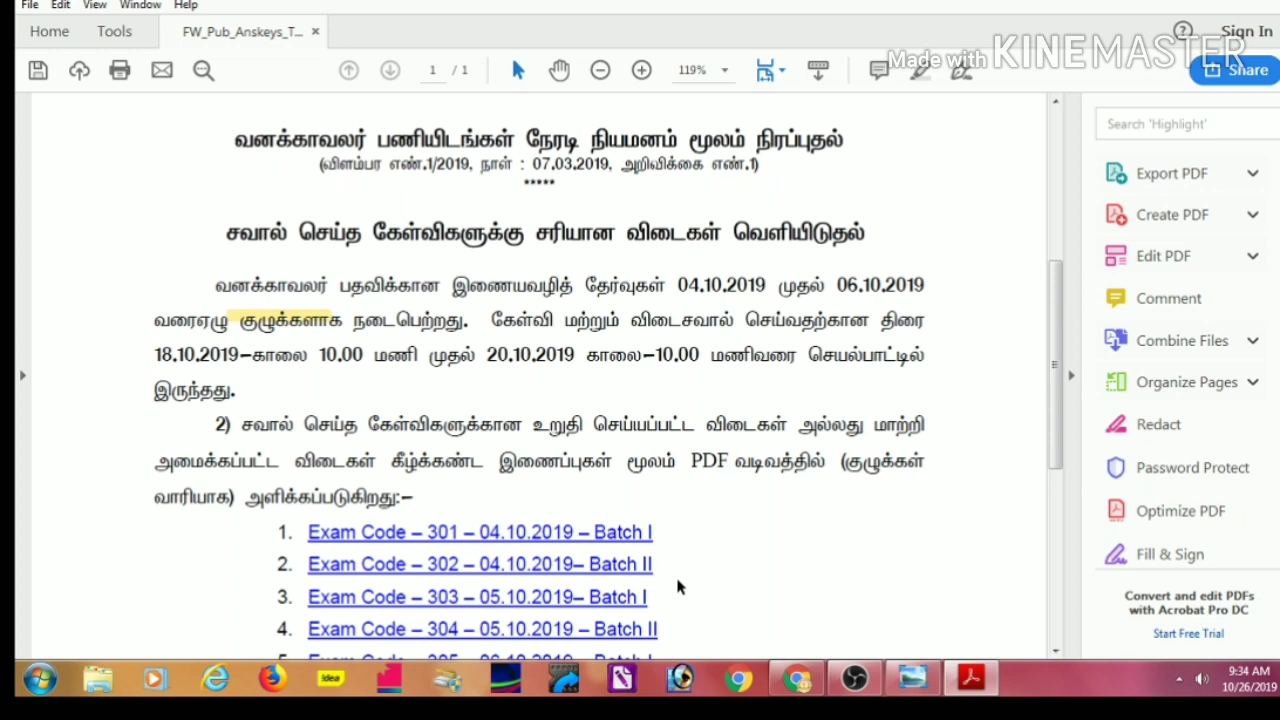 File Edit View Window Help
Home Tools FW_Pub_Anskeys_T... × Sign In
Made with KINEMASTER
1 / 1 119% Share
வனக்காவலர் பணியிடங்கள் நேரடி நியமனம் மூலம் நிரப்புதல்
(விளம்பர எண்.1/2019, நாள் : 07.03.2019, அறிவிக்கை எண்.1)
*****
சவால் செய்த கேள்விகளுக்கு சரியான விடைகள் வெளியிடுதல்
வனக்காவலர் பதவிக்கான இணையவழித் தேர்வுகள் 04.10.2019 முதல் 06.10.2019
வரைஏழு குழுக்களாக நடைபெற்றது. கேள்வி மற்றும் விடைசவால் செய்வதற்கான திரை
18.10.2019–காலை 10.00 மணி முதல் 20.10.2019 காலை–10.00 மணிவரை செயல்பாட்டில்
இருந்தது.
2) சவால் செய்த கேள்விகளுக்கான உறுதி செய்யப்பட்ட விடைகள் அல்லது மாற்றி
அமைக்கப்பட்ட விடைகள் கீழ்க்கண்ட இணைப்புகள் மூலம் PDF வடிவத்தில் (குழுக்கள்
வாரியாக) அளிக்கப்படுகிறது:–
1. Exam Code – 301 – 04.10.2019 – Batch I
2. Exam Code – 302 – 04.10.2019– Batch II
3. Exam Code – 303 – 05.10.2019– Batch I
4. Exam Code – 304 – 05.10.2019 – Batch II
Search 'Highlight'
Export PDF
Create PDF
Edit PDF
Comment
Combine Files
Organize Pages
Redact
Password Protect
Optimize PDF
Fill & Sign
Convert and edit PDFs
with Acrobat Pro DC
Start Free Trial
Idea
9:34 AM
10/26/2019